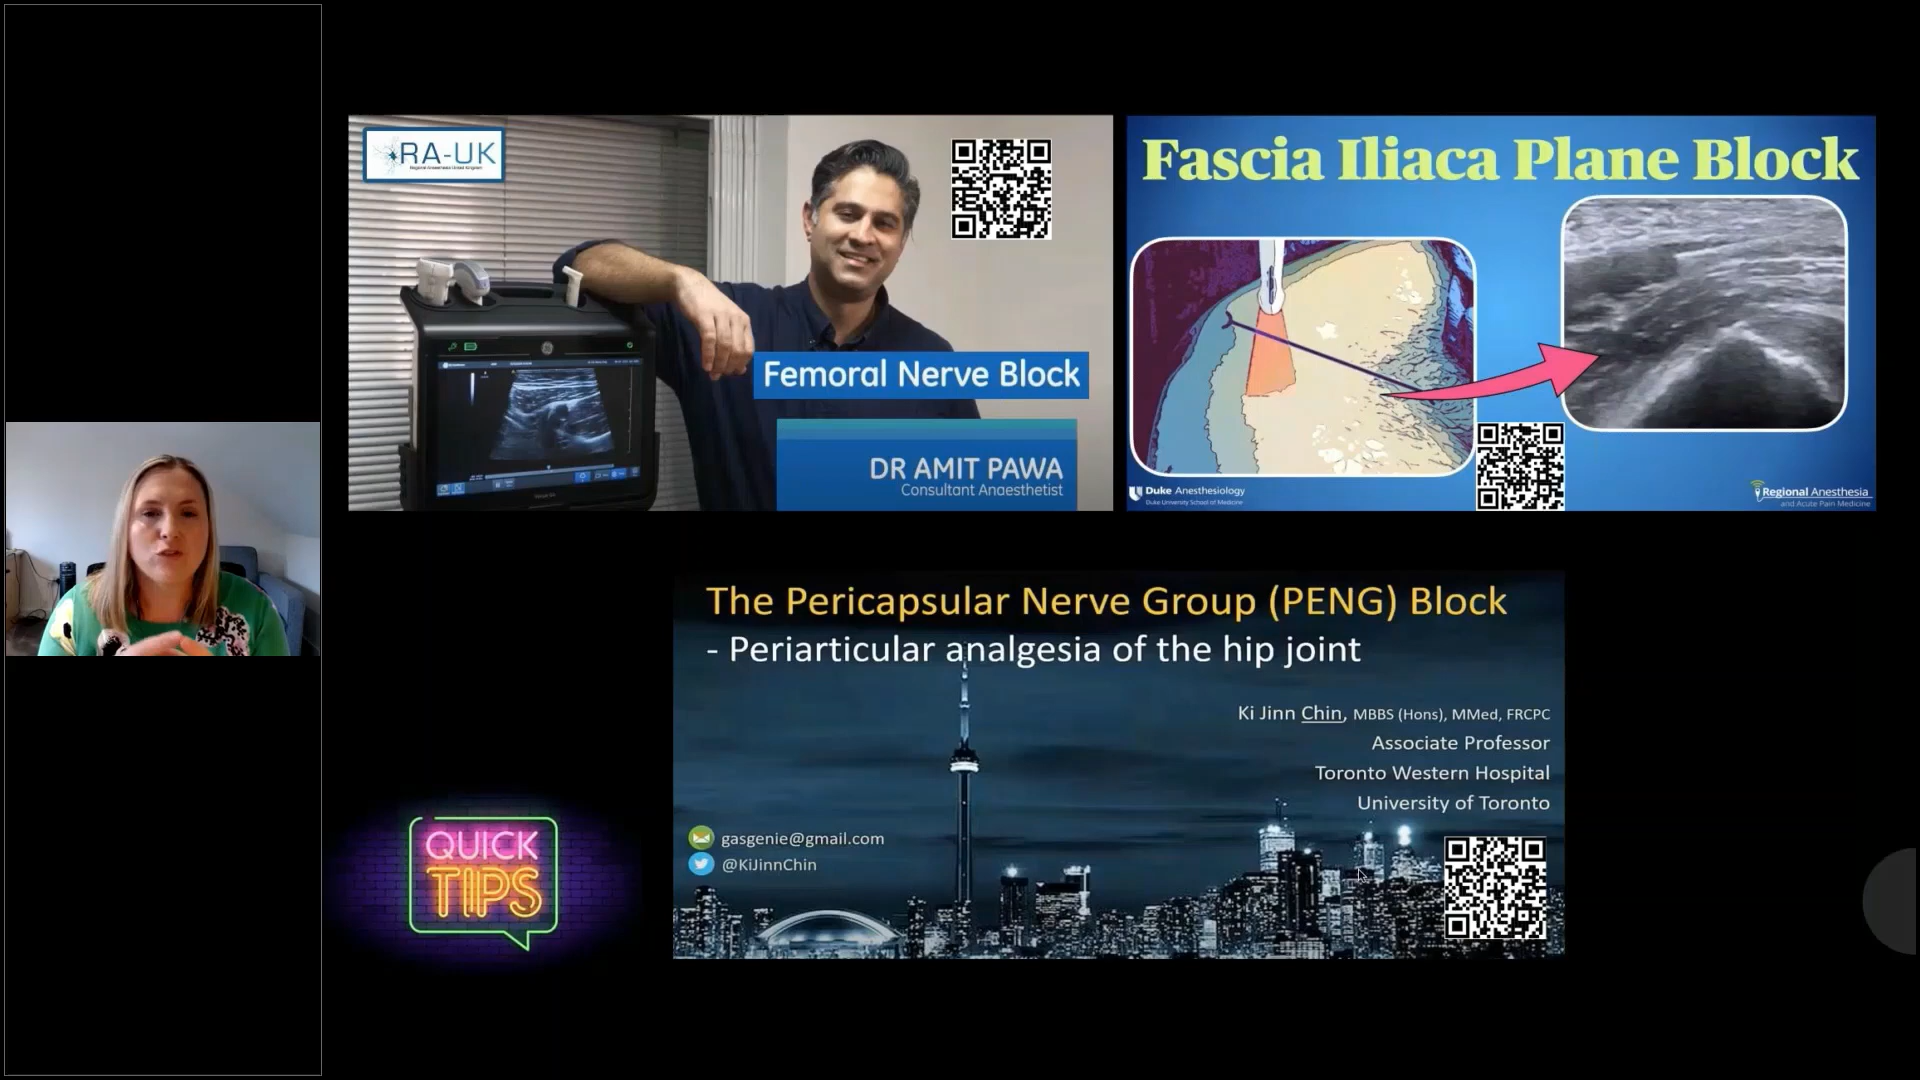 RA-UK
Regional Anaesthesia United Kingdom
Femoral Nerve Block
DR AMIT PAWA
Consultant Anaesthetist
Fascia Iliaca Plane Block
Duke Anesthesiology
Duke University School of Medicine
Regional Anesthesia
and Acute Pain Medicine
The Pericapsular Nerve Group (PENG) Block
- Periarticular analgesia of the hip joint
Ki Jinn Chin, MBBS (Hons), MMed, FRCPC
Associate Professor
Toronto Western Hospital
University of Toronto
gasgenie@gmail.com
@KiJinnChin
QUICK
TIPS